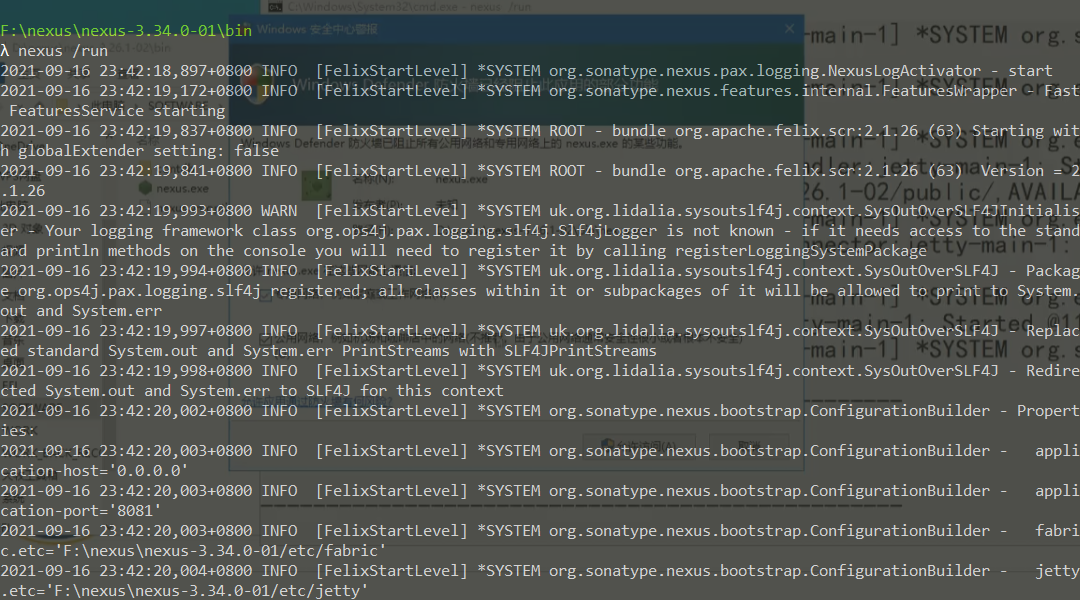 C:\Windows\System32\cmd.exe - nexus /run
F:\nexus\nexus-3.34.0-01\bin
Windows 安全中心警报
λ nexus /run
2021-09-16 23:42:18,897+0800 INFO  [FelixStartLevel] *SYSTEM org.sonatype.nexus.pax.logging.NexusLogActivator - start
2021-09-16 23:42:19,172+0800 INFO  [FelixStartLevel] *SYSTEM org.sonatype.nexus.features.internal.FeaturesWrapper - Fast
 FeaturesService starting
2021-09-16 23:42:19,837+0800 INFO  [FelixStartLevel] *SYSTEM ROOT - bundle org.apache.felix.scr:2.1.26 (63) Starting wit
h globalExtender setting: false
Windows Defender 防火墙已阻止所有公用网络和专用网络上的 nexus.exe 的某些功能。
2021-09-16 23:42:19,841+0800 INFO  [FelixStartLevel] *SYSTEM ROOT - bundle org.apache.felix.scr:2.1.26 (63)  Version = 2
.1.26
nexus.exe
2021-09-16 23:42:19,993+0800 WARN  [FelixStartLevel] *SYSTEM uk.org.lidalia.sysoutslf4j.context.SysOutOverSLF4JInitialis
er - Your logging framework class org.ops4j.pax.logging.slf4j.Slf4jLogger is not known - if it needs access to the stand
ard println methods on the console you will need to register it by calling registerLoggingSystemPackage
2021-09-16 23:42:19,994+0800 INFO  [FelixStartLevel] *SYSTEM uk.org.lidalia.sysoutslf4j.context.SysOutOverSLF4J - Packag
e org.ops4j.pax.logging.slf4j registered; all classes within it or subpackages of it will be allowed to print to System.
out and System.err
2021-09-16 23:42:19,997+0800 INFO  [FelixStartLevel] *SYSTEM uk.org.lidalia.sysoutslf4j.context.SysOutOverSLF4J - Replac
ed standard System.out and System.err PrintStreams with SLF4JPrintStreams
2021-09-16 23:42:19,998+0800 INFO  [FelixStartLevel] *SYSTEM uk.org.lidalia.sysoutslf4j.context.SysOutOverSLF4J - Redire
cted System.out and System.err to SLF4J for this context
2021-09-16 23:42:20,002+0800 INFO  [FelixStartLevel] *SYSTEM org.sonatype.nexus.bootstrap.ConfigurationBuilder - Propert
ies:
2021-09-16 23:42:20,003+0800 INFO  [FelixStartLevel] *SYSTEM org.sonatype.nexus.bootstrap.ConfigurationBuilder -   appli
cation-host='0.0.0.0'
2021-09-16 23:42:20,003+0800 INFO  [FelixStartLevel] *SYSTEM org.sonatype.nexus.bootstrap.ConfigurationBuilder -   appli
cation-port='8081'
2021-09-16 23:42:20,003+0800 INFO  [FelixStartLevel] *SYSTEM org.sonatype.nexus.bootstrap.ConfigurationBuilder -   fabri
c.etc='F:\nexus\nexus-3.34.0-01/etc/fabric'
2021-09-16 23:42:20,004+0800 INFO  [FelixStartLevel] *SYSTEM org.sonatype.nexus.bootstrap.ConfigurationBuilder -   jetty
.etc='F:\nexus\nexus-3.34.0-01/etc/jetty'